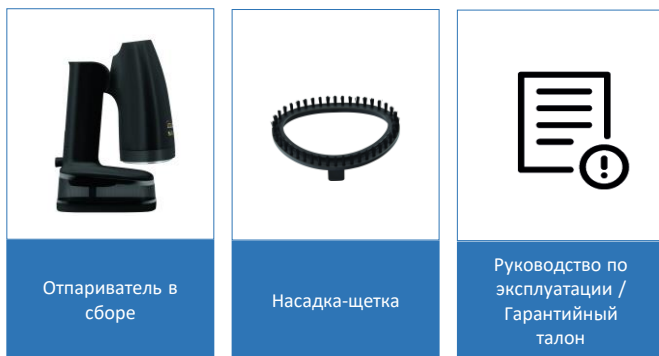 Отпариватель в
сборе
Насадка-щетка
Руководство по
эксплуатации /
Гарантийный
талон